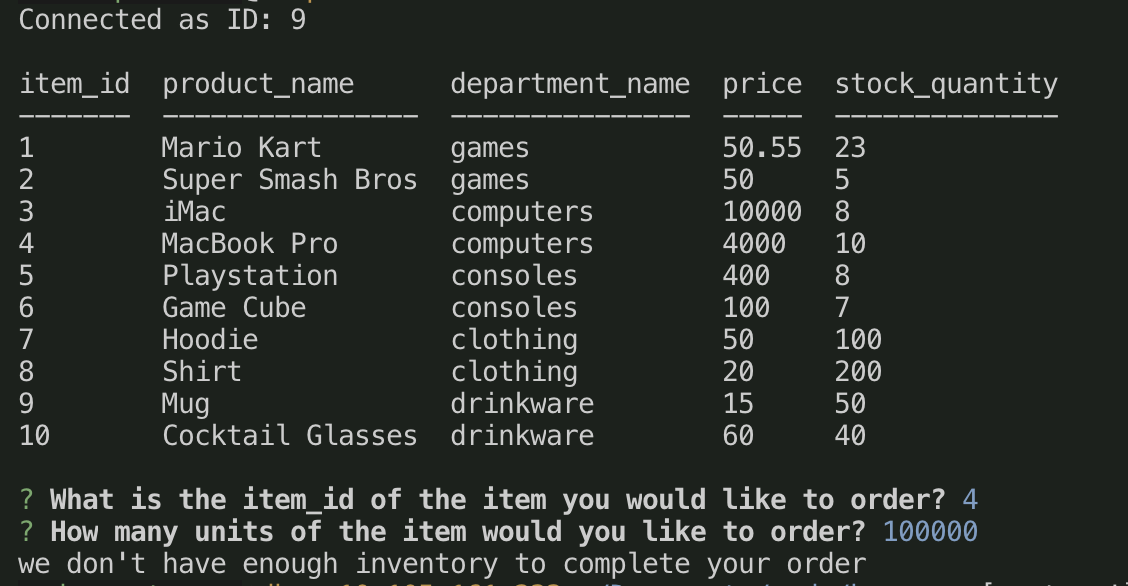 Connected as ID: 9
item_id  product_name      department_name  price  stock_quantity
-------  ----------------  ---------------  -----  --------------
1        Mario Kart        games            50.55  23
2        Super Smash Bros  games            50     5
3        iMac              computers        10000  8
4        MacBook Pro       computers        4000   10
5        Playstation       consoles         400    8
6        Game Cube         consoles         100    7
7        Hoodie            clothing         50     100
8        Shirt             clothing         20     200
9        Mug               drinkware        15     50
10       Cocktail Glasses  drinkware        60     40
? What is the item_id of the item you would like to order? 4
? How many units of the item would you like to order? 100000
we don't have enough inventory to complete your order